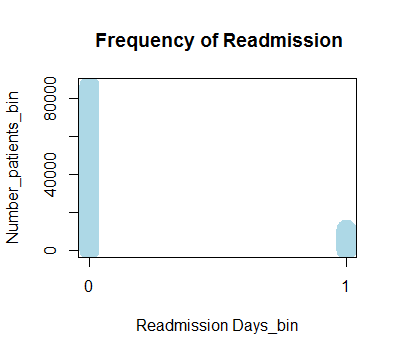 Frequency of Readmission
Number_patients_bin
80000
40000
0
0
1
Readmission Days_bin